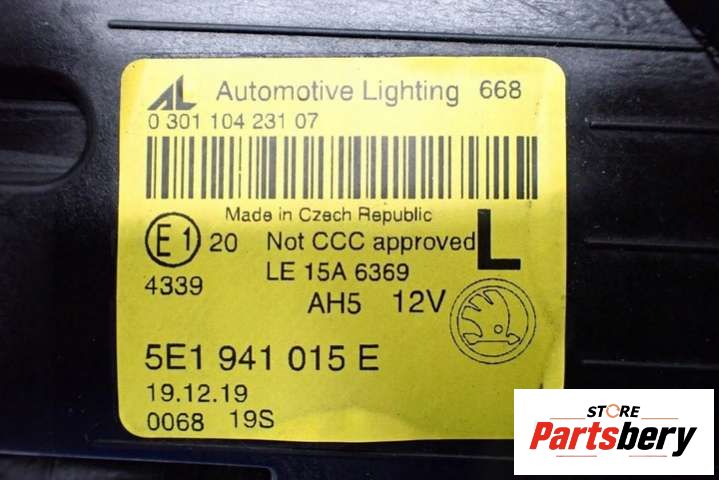 AL Automotive Lighting 668
0 301 104 231 07
Made in Czech Republic
E1 20 Not CCC approved L
4339 LE 15A 6369
AH5 12V
5E1 941 015 E
19.12.19
0068 19S
STORE
Partsbery